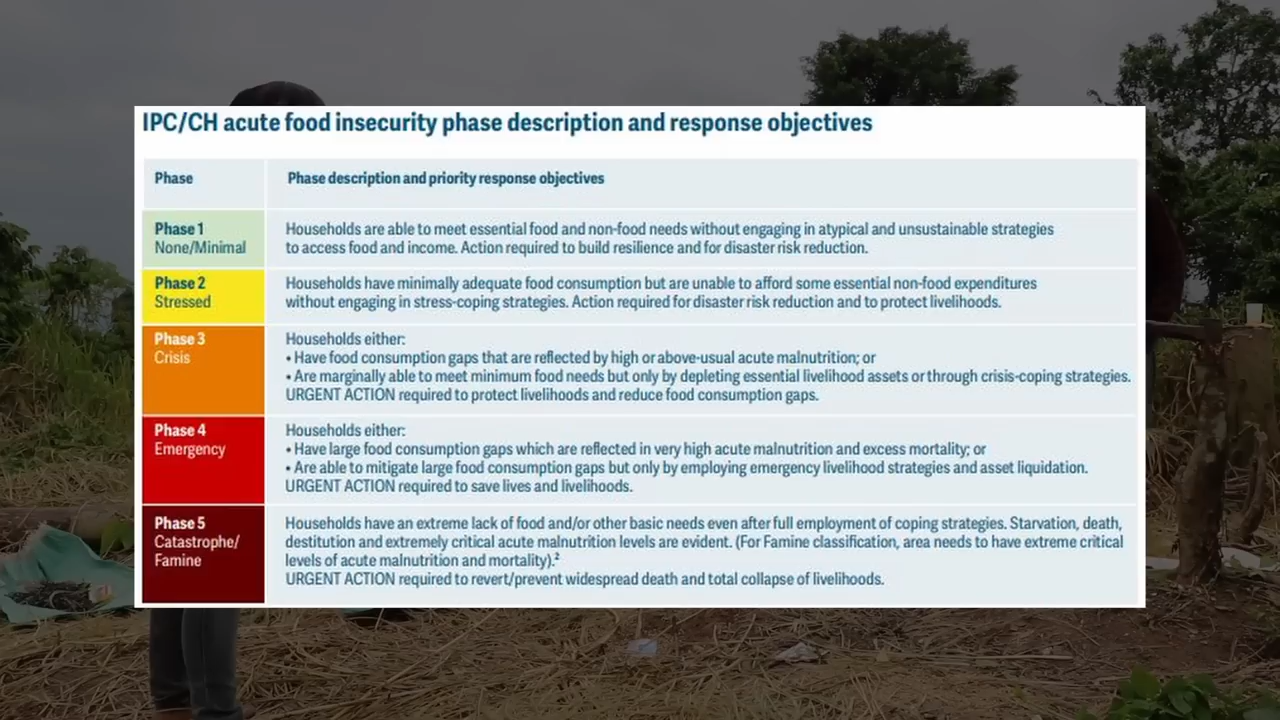 IPC/CH acute food insecurity phase description and response objectives
Phase
Phase description and priority response objectives
Phase 1
None/Minimal
Households are able to meet essential food and non-food needs without engaging in atypical and unsustainable strategies
to access food and income. Action required to build resilience and for disaster risk reduction.
Phase 2
Stressed
Households have minimally adequate food consumption but are unable to afford some essential non-food expenditures
without engaging in stress-coping strategies. Action required for disaster risk reduction and to protect livelihoods.
Phase 3
Crisis
Households either:
• Have food consumption gaps that are reflected by high or above-usual acute malnutrition; or
• Are marginally able to meet minimum food needs but only by depleting essential livelihood assets or through crisis-coping strategies.
URGENT ACTION required to protect livelihoods and reduce food consumption gaps.
Phase 4
Emergency
Households either:
• Have large food consumption gaps which are reflected in very high acute malnutrition and excess mortality; or
• Are able to mitigate large food consumption gaps but only by employing emergency livelihood strategies and asset liquidation.
URGENT ACTION required to save lives and livelihoods.
Phase 5
Catastrophe/
Famine
Households have an extreme lack of food and/or other basic needs even after full employment of coping strategies. Starvation, death,
destitution and extremely critical acute malnutrition levels are evident. (For Famine classification, area needs to have extreme critical
levels of acute malnutrition and mortality).²
URGENT ACTION required to revert/prevent widespread death and total collapse of livelihoods.